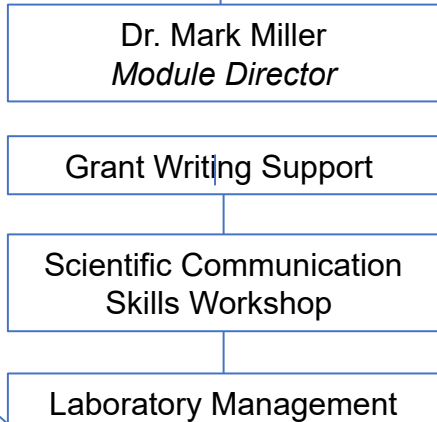 Dr. Mark Miller
Module Director
Grant Writing Support
Scientific Communication
Skills Workshop
Laboratory Management